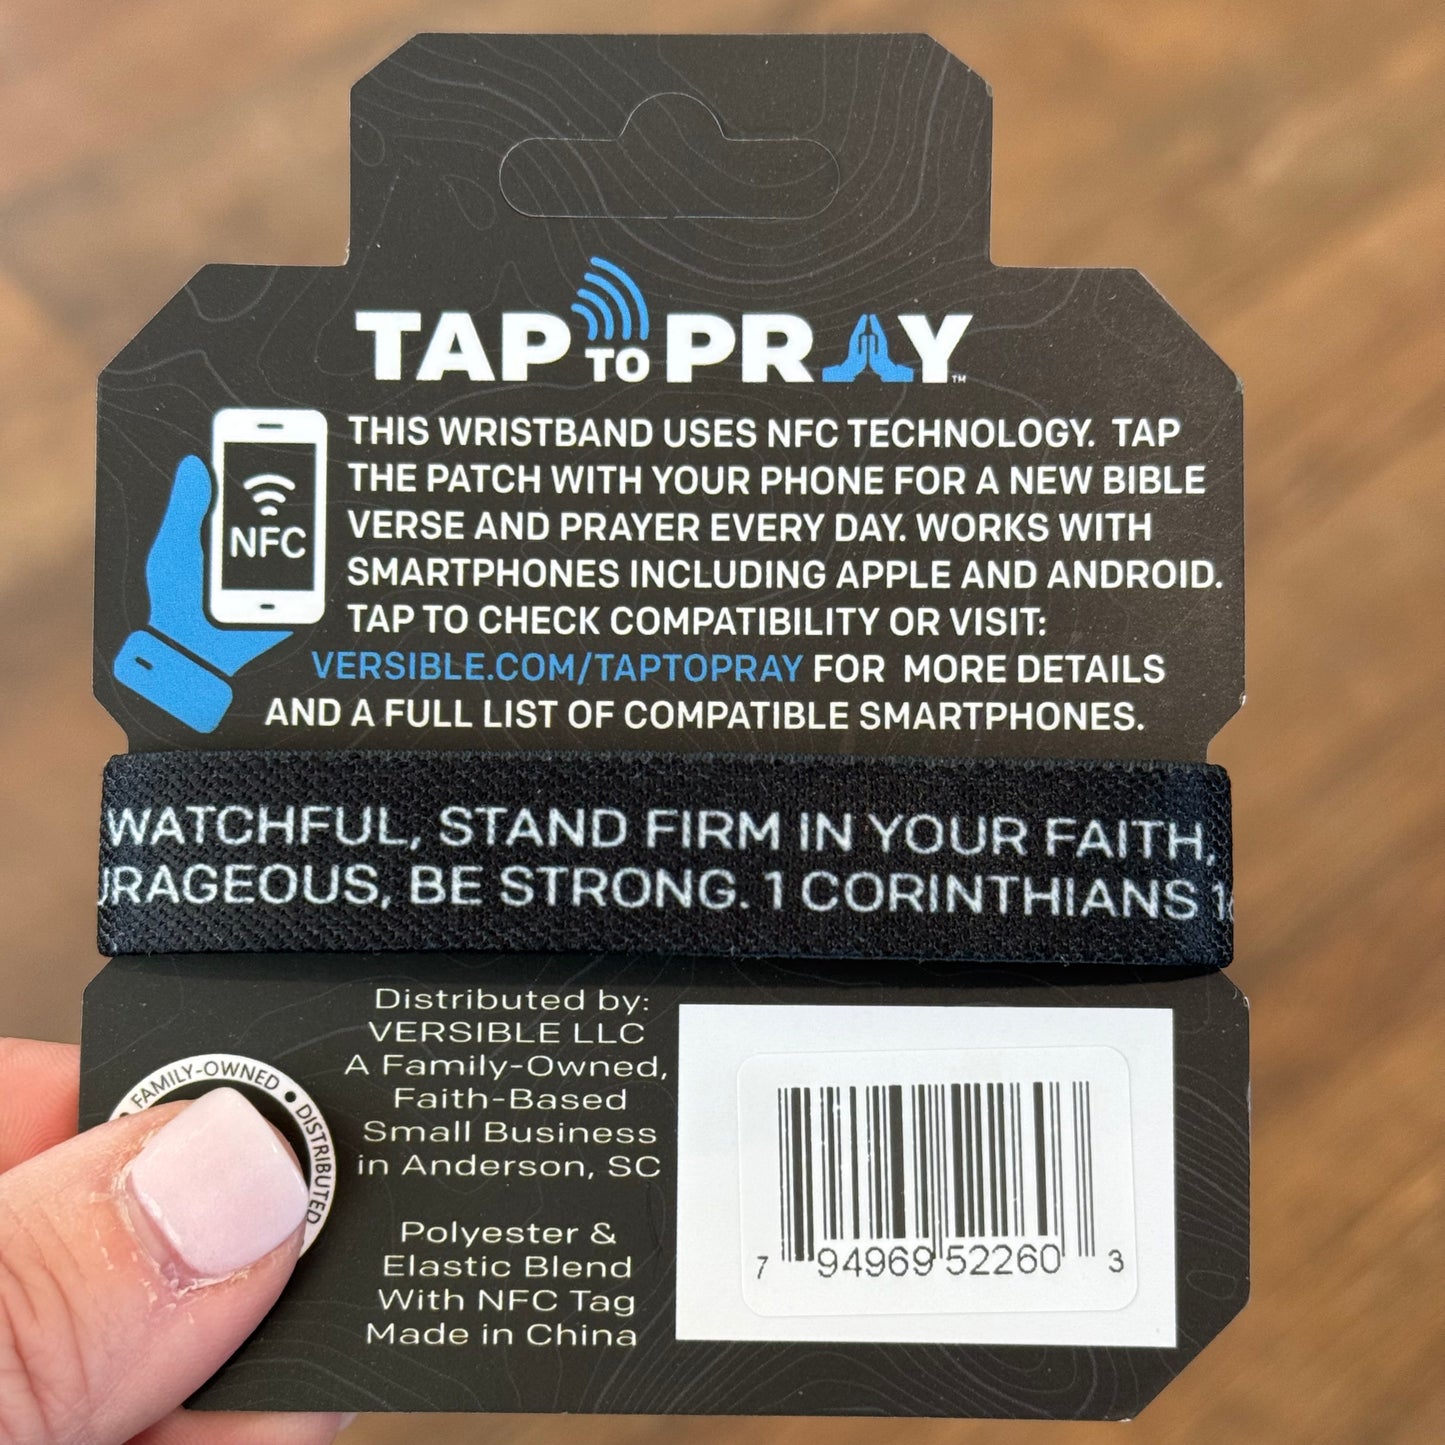 TAP TO PRAY™
NFC
THIS WRISTBAND USES NFC TECHNOLOGY. TAP
THE PATCH WITH YOUR PHONE FOR A NEW BIBLE
VERSE AND PRAYER EVERY DAY. WORKS WITH
SMARTPHONES INCLUDING APPLE AND ANDROID.
TAP TO CHECK COMPATIBILITY OR VISIT:
VERSIBLE.COM/TAPTOPRAY FOR MORE DETAILS
AND A FULL LIST OF COMPATIBLE SMARTPHONES.
WATCHFUL, STAND FIRM IN YOUR FAITH,
BE STRONG. 1 CORINTHIANS
Distributed by:
VERSIBLE LLC
A Family-Owned,
Faith-Based
Small Business
in Anderson, SC
Polyester &
Elastic Blend
With NFC Tag
Made in China
• FAMILY-OWNED • DISTRIBUTED
7 94969 52260 3